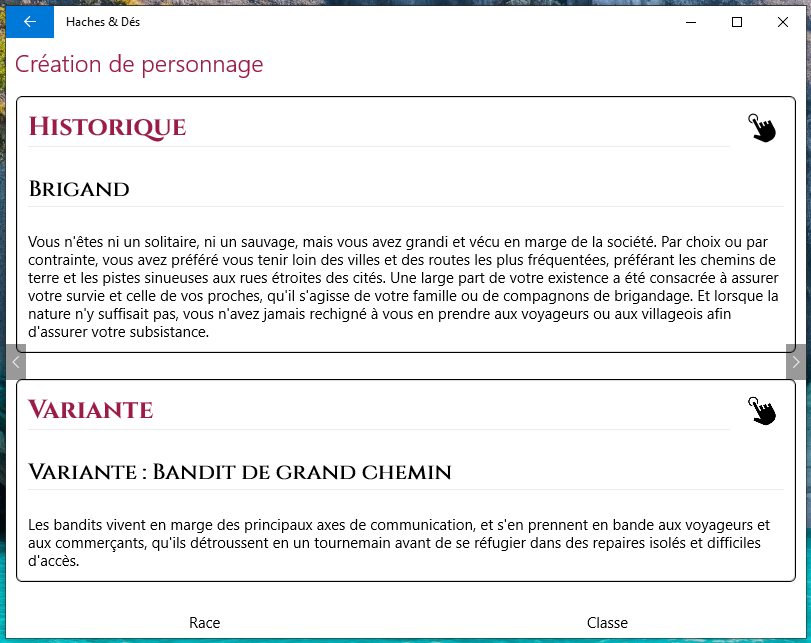 Haches & Dés
Création de personnage
Historique
Brigand
Vous n'êtes ni un solitaire, ni un sauvage, mais vous avez grandi et vécu en marge de la société. Par choix ou par
contrainte, vous avez préféré vous tenir loin des villes et des routes les plus fréquentées, préférant les chemins de
terre et les pistes sinueuses aux rues étroites des cités. Une large part de votre existence a été consacrée à assurer
votre survie et celle de vos proches, qu'il s'agisse de votre famille ou de compagnons de brigandage. Et lorsque la
nature n'y suffisait pas, vous n'avez jamais rechigné à vous en prendre aux voyageurs ou aux villageois afin
d'assurer votre subsistance.
Variante
Variante : Bandit de grand chemin
Les bandits vivent en marge des principaux axes de communication, et s'en prennent en bande aux voyageurs et
aux commerçants, qu'ils détroussent en un tournemain avant de se réfugier dans des repaires isolés et difficiles
d'accès.
Race
Classe